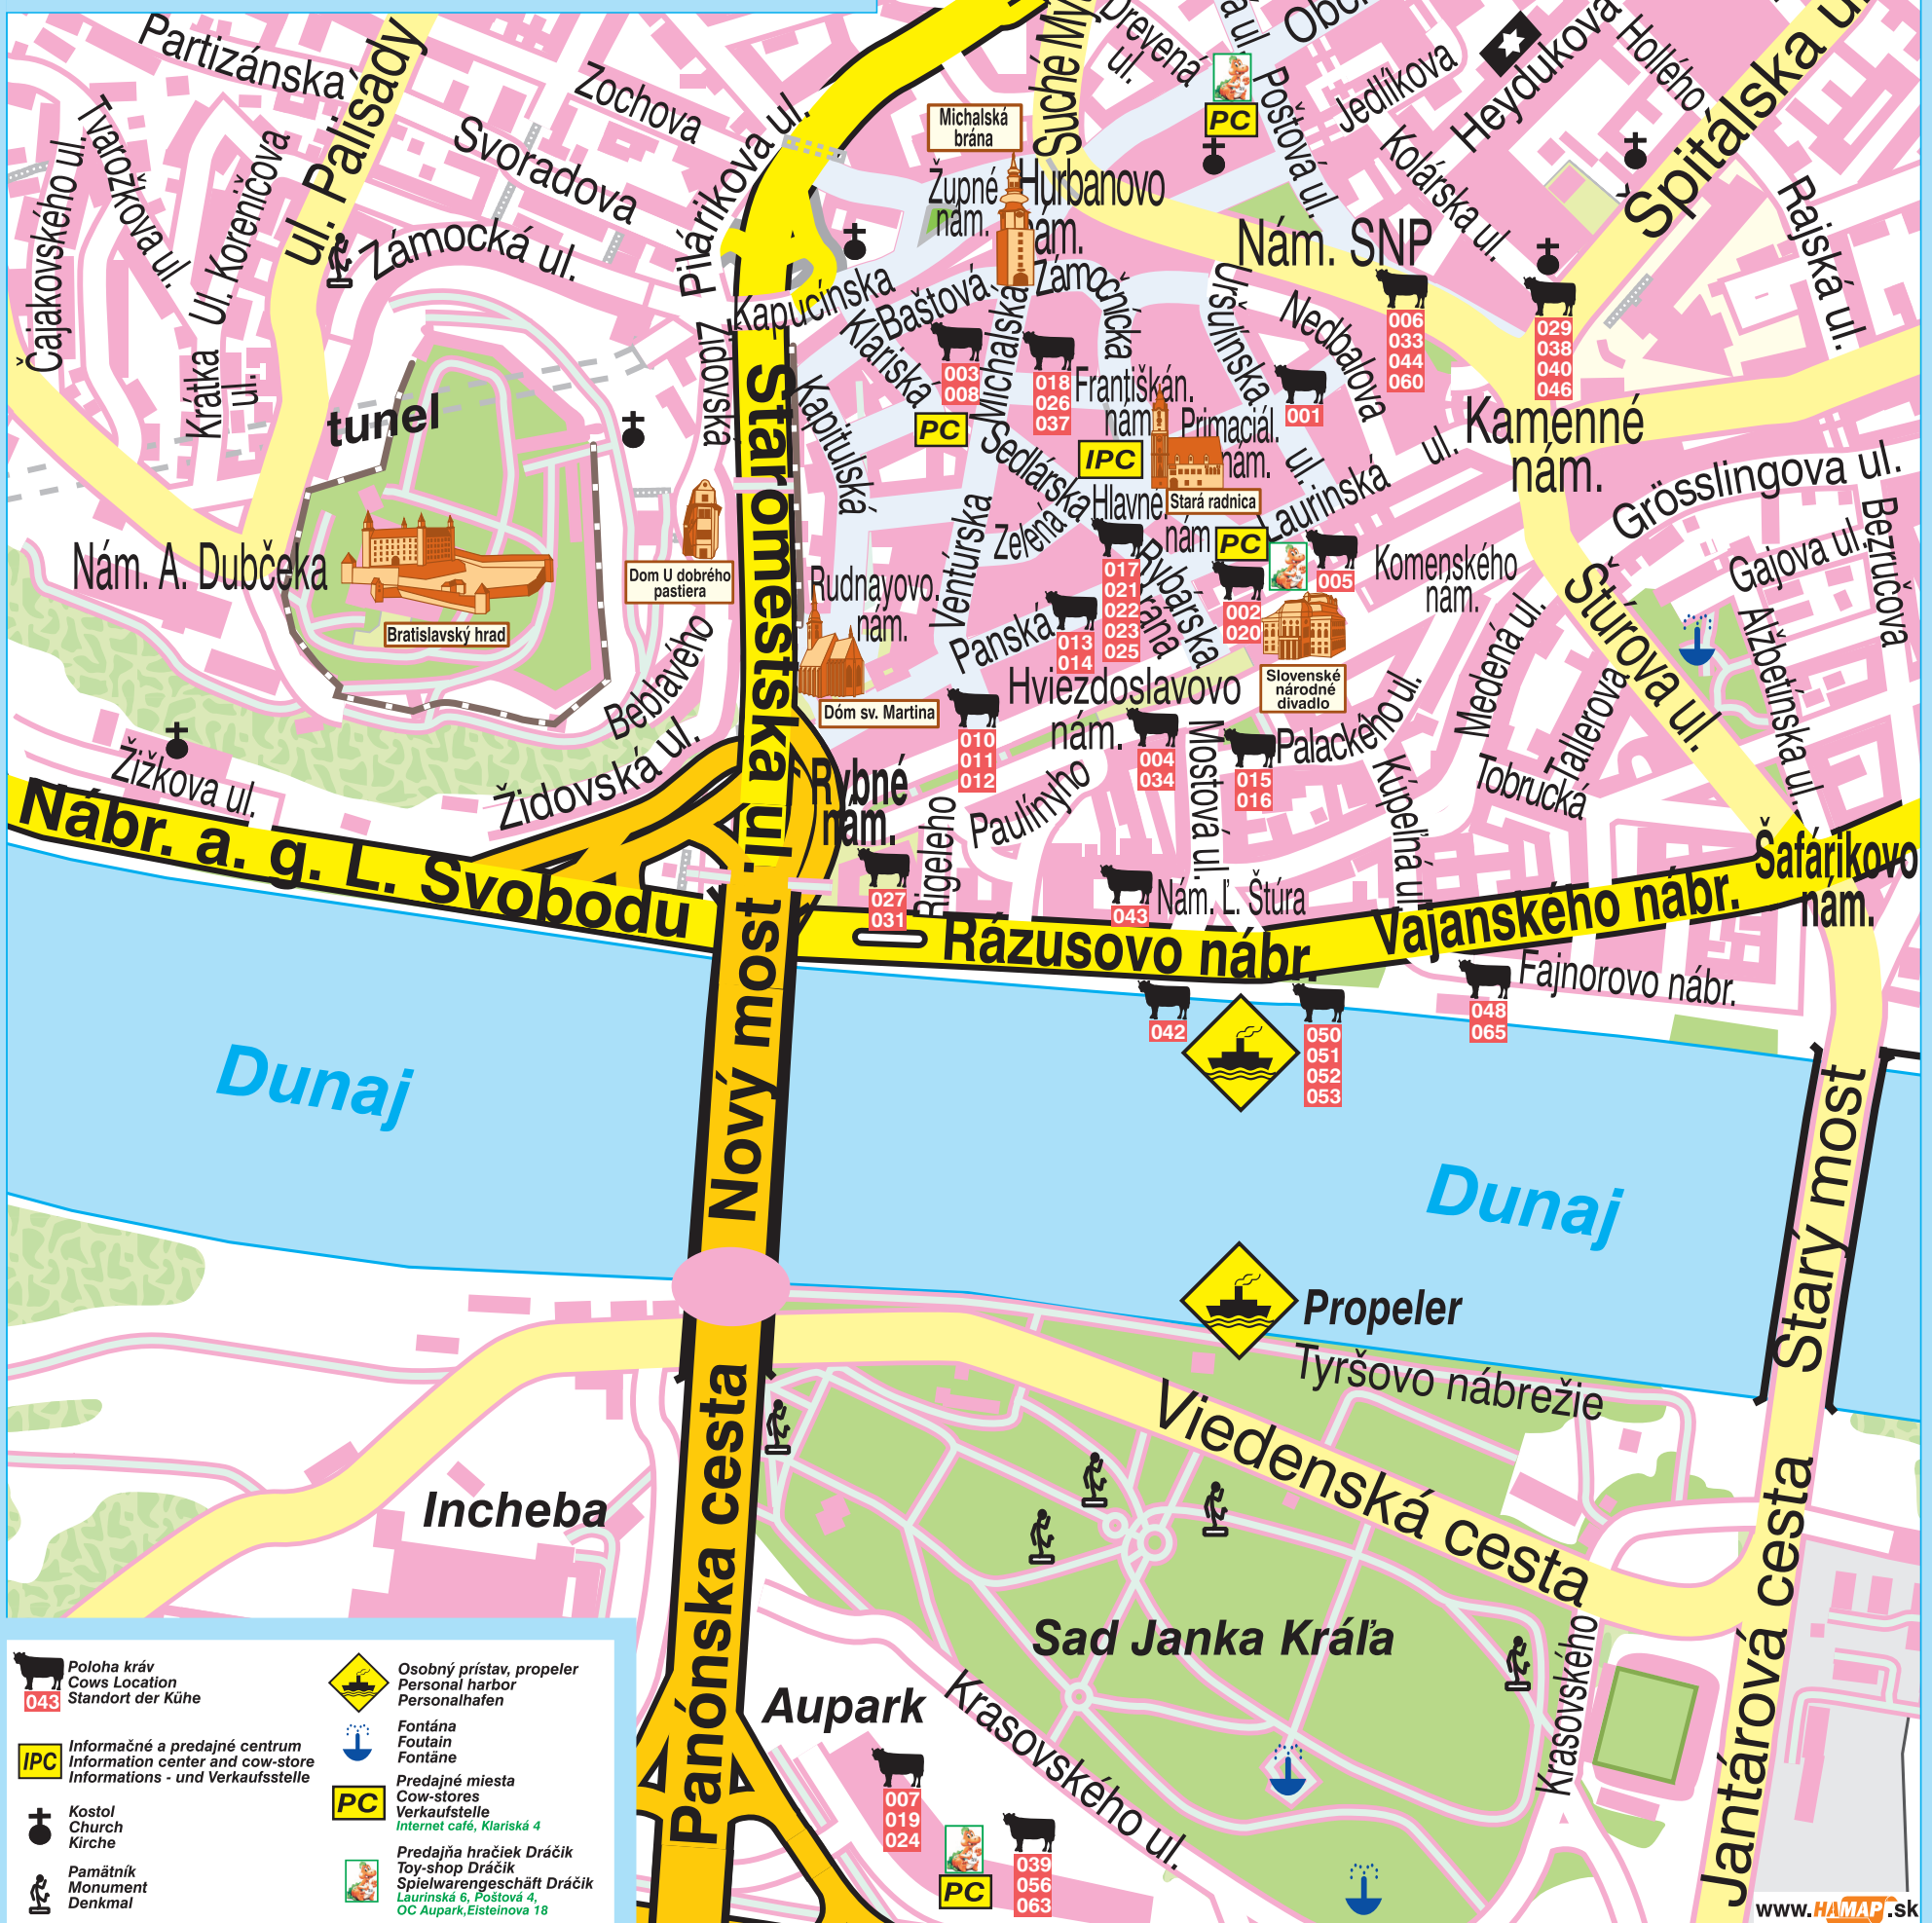 Partizánska
ul. Palisády
Zochova
Svoradova
Pilárikova ul.
Suché
Drevená
ul.
Poštová ul.
Jedlíkova
Heydukova
Hollého
Kolárska ul.
Špitálska ul.
Rajská ul.
PC
Michalská
brána
Župné
nám.
Hurbanovo
nám.
Nám. SNP
Čajakovského ul.
Tvarožkova ul.
Ul. Koreničova
Krátka
ul.
Zámocká ul.
Kapucínska
Baštová
Klariská
Michalská
Zámočnícka
Uršulínska
ul.
Nedbalova
006
033
044
060
029
038
040
046
003
008
018
026
037
001
PC
Františkán.
nám.
IPC
Primaciál.
nám.
Stará radnica
Kamenné
nám.
Grösslingova ul.
Bezručova
Gajova ul.
Alžbetínska ul.
tunel
Židovská
Staromestská ul.
Kapitulská
Sedlárska
Zelená
Ventúrska
Hlavné
nám
Laurinská
ul.
PC
005
002
020
017
021
022
023
025
Rybárska
brána
Komenského
nám.
Štúrova ul.
Nám. A. Dubčeka
Bratislavský hrad
Dom U dobrého
pastiera
Rudnayovo.
nám.
Dóm sv. Martina
Panská
013
014
Slovenské
národné
divadlo
Hviezdoslavovo
nám.
010
011
012
004
034
015
016
Mostová ul.
Palackého ul.
Medená ul.
Tallerova
Tobrucká
Kúpeľná ul.
Paulínyho
Rigeleho
Rybné
nám.
Beblavého
Židovská ul.
Žižkova ul.
Nábr. a. g. L. Svobodu
027
031
043
Nám. Ľ. Štúra
Rázusovo nábr.
Vajanského nábr.
Šafárikovo
nám.
Fajnorovo nábr.
042
050
051
052
053
048
065
Dunaj
Nový most
Dunaj
Starý most
Propeler
Tyršovo nábrežie
Viedenská cesta
Incheba
Panónska cesta
Sad Janka Kráľa
Aupark
Krasovského ul.
Krasovského
Jantárová cesta
007
019
024
PC
039
056
063
043
Poloha kráv
Cows Location
Standort der Kühe
IPC
Informačné a predajné centrum
Information center and cow-store
Informations - und Verkaufsstelle
Kostol
Church
Kirche
Pamätník
Monument
Denkmal
Osobný prístav, propeler
Personal harbor
Personalhafen
Fontána
Foutain
Fontäne
PC
Predajné miesta
Cow-stores
Verkaufstelle
Internet café, Klariská 4
Predajňa hračiek Dráčik
Toy-shop Dráčik
Spielwarengeschäft Dráčik
Laurinská 6, Poštová 4,
OC Aupark,Eisteinova 18
www.HAMAP.sk